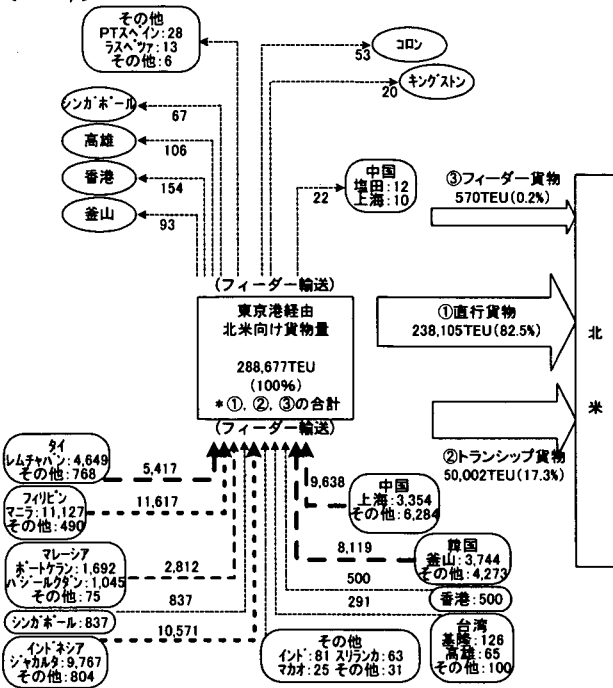 その他
PTスペイン:28
ラスペツァ:13
その他:6
コロン
53
キングストン
20
シンガポール
67
高雄
106
香港
154
釜山
93
中国
塩田:12
上海:10
22
③フィーダー貨物
570TEU(0.2%)
(フィーダー輸送)
東京港経由
北米向け貨物量
288,677TEU
(100%)
*①,②,③の合計
(フィーダー輸送)
①直行貨物
238,105TEU(82.5%)
北
米
②トランシップ貨物
50,002TEU(17.3%)
タイ
レムチャバン:4,649
その他:768
5,417
フィリピン
マニラ:11,127
その他:490
11,617
マレーシア
ポートケラン:1,692
パシールグダン:1,045
その他:75
2,812
シンガポール:837
837
インドネシア
ジャカルタ:9,767
その他:804
10,571
9,638
中国
上海:3,354
その他:6,284
8,119
韓国
釜山:3,744
その他:4,273
500
香港:500
291
台湾
基隆:126
高雄:65
その他:100
その他
インド:81 スリランカ:63
マカオ:25 その他:31